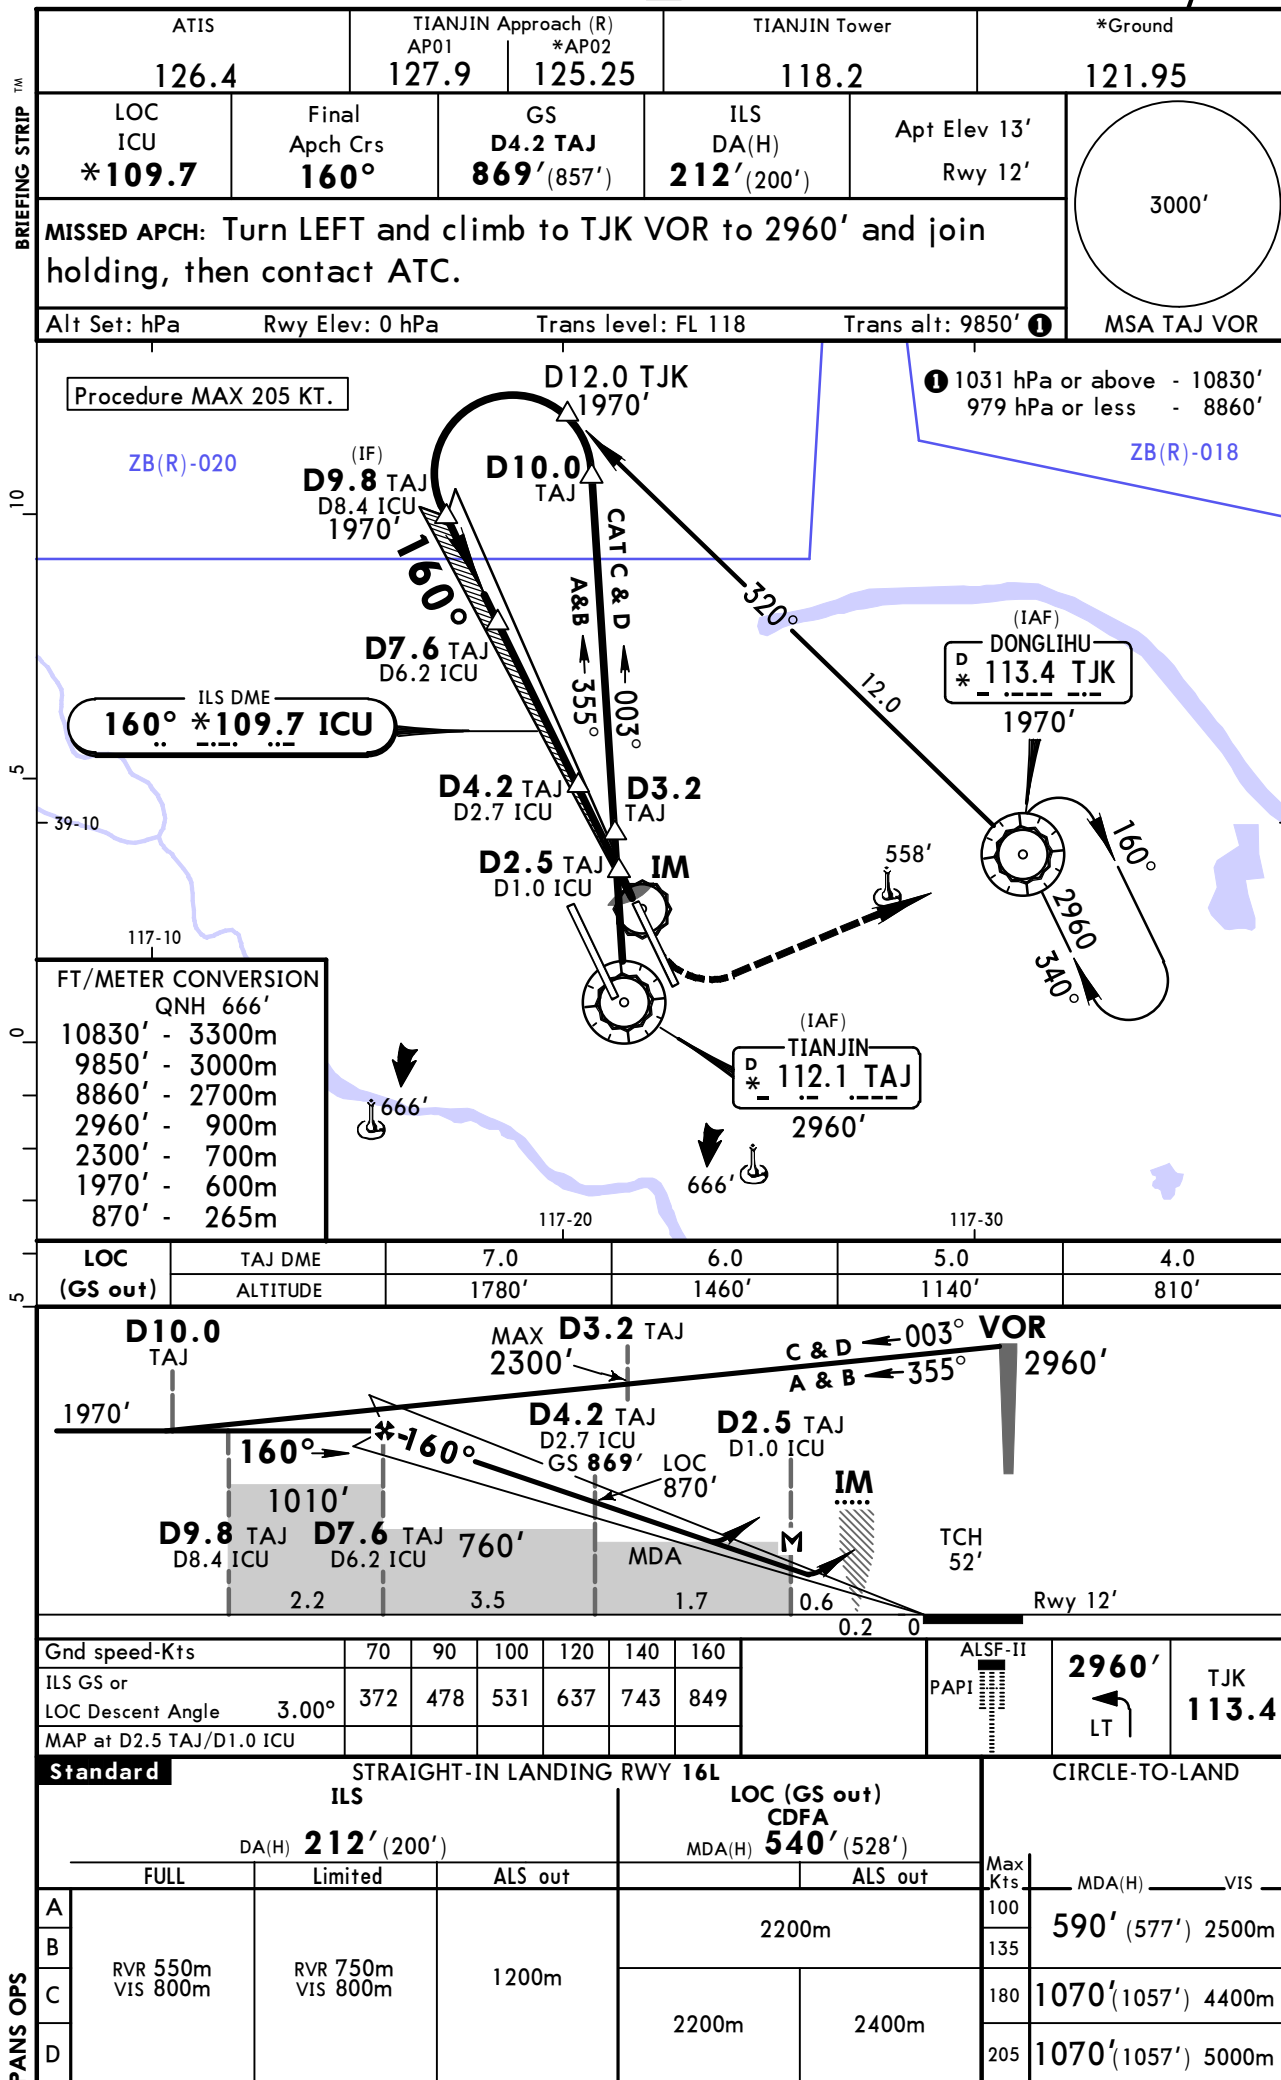 ATIS
126.4
TIANJIN Approach (R)
AP01
127.9
*AP02
125.25
TIANJIN Tower
118.2
*Ground
121.95
BRIEFING STRIP TM
LOC
ICU
*109.7
Final
Apch Crs
160°
GS
D4.2 TAJ
869'(857')
ILS
DA(H)
212'(200')
Apt Elev 13'
Rwy 12'
3000'
MSA TAJ VOR
MISSED APCH: Turn LEFT and climb to TJK VOR to 2960' and join
holding, then contact ATC.
Alt Set: hPa Rwy Elev: 0 hPa Trans level: FL 118 Trans alt: 9850' 1
Procedure MAX 205 KT.
1 1031 hPa or above - 10830'
979 hPa or less - 8860'
ZB(R)-020
ZB(R)-018
D12.0 TJK
1970'
(IF)
D9.8 TAJ
D8.4 ICU
1970'
D10.0
TAJ
160°
CAT C & D 003°
A&B 355°
320°
12.0
D7.6 TAJ
D6.2 ICU
(IAF)
DONGLIHU
D
* 113.4 TJK
1970'
ILS DME
160° *109.7 ICU
D4.2 TAJ
D2.7 ICU
D3.2
TAJ
D2.5 TAJ
D1.0 ICU
IM
558'
160°
2960
340°
10
5
0
5
39-10
117-10
117-20
117-30
(IAF)
TIANJIN
D
* 112.1 TAJ
2960'
666'
666'
FT/METER CONVERSION
QNH 666'
10830' - 3300m
9850' - 3000m
8860' - 2700m
2960' - 900m
2300' - 700m
1970' - 600m
870' - 265m
LOC
(GS out)
TAJ DME 7.0 6.0 5.0 4.0
ALTITUDE 1780' 1460' 1140' 810'
D10.0
TAJ
MAX
2300'
D3.2 TAJ
C & D 003°
A & B 355°
VOR
2960'
1970'
160°
160°
D4.2 TAJ
D2.7 ICU
GS 869'
LOC
870'
D2.5 TAJ
D1.0 ICU
IM
M
1010'
D9.8 TAJ
D8.4 ICU
D7.6 TAJ
D6.2 ICU
760'
MDA
TCH
52'
2.2
3.5
1.7
0.6
0.2
0
Rwy 12'
Gnd speed-Kts 70 90 100 120 140 160
ILS GS or
LOC Descent Angle 3.00° 372 478 531 637 743 849
MAP at D2.5 TAJ/D1.0 ICU
ALSF-II
PAPI
2960'
LT
TJK
113.4
Standard
STRAIGHT-IN LANDING RWY 16L
CIRCLE-TO-LAND
ILS
DA(H) 212'(200')
LOC (GS out)
CDFA
MDA(H) 540'(528')
FULL Limited ALS out
ALS out
Max
Kts MDA(H) VIS
A
B
C
D
RVR 550m
VIS 800m
RVR 750m
VIS 800m
1200m
2200m
2200m
2400m
100
135
590'(577') 2500m
180 1070'(1057') 4400m
205 1070'(1057') 5000m
PANS OPS